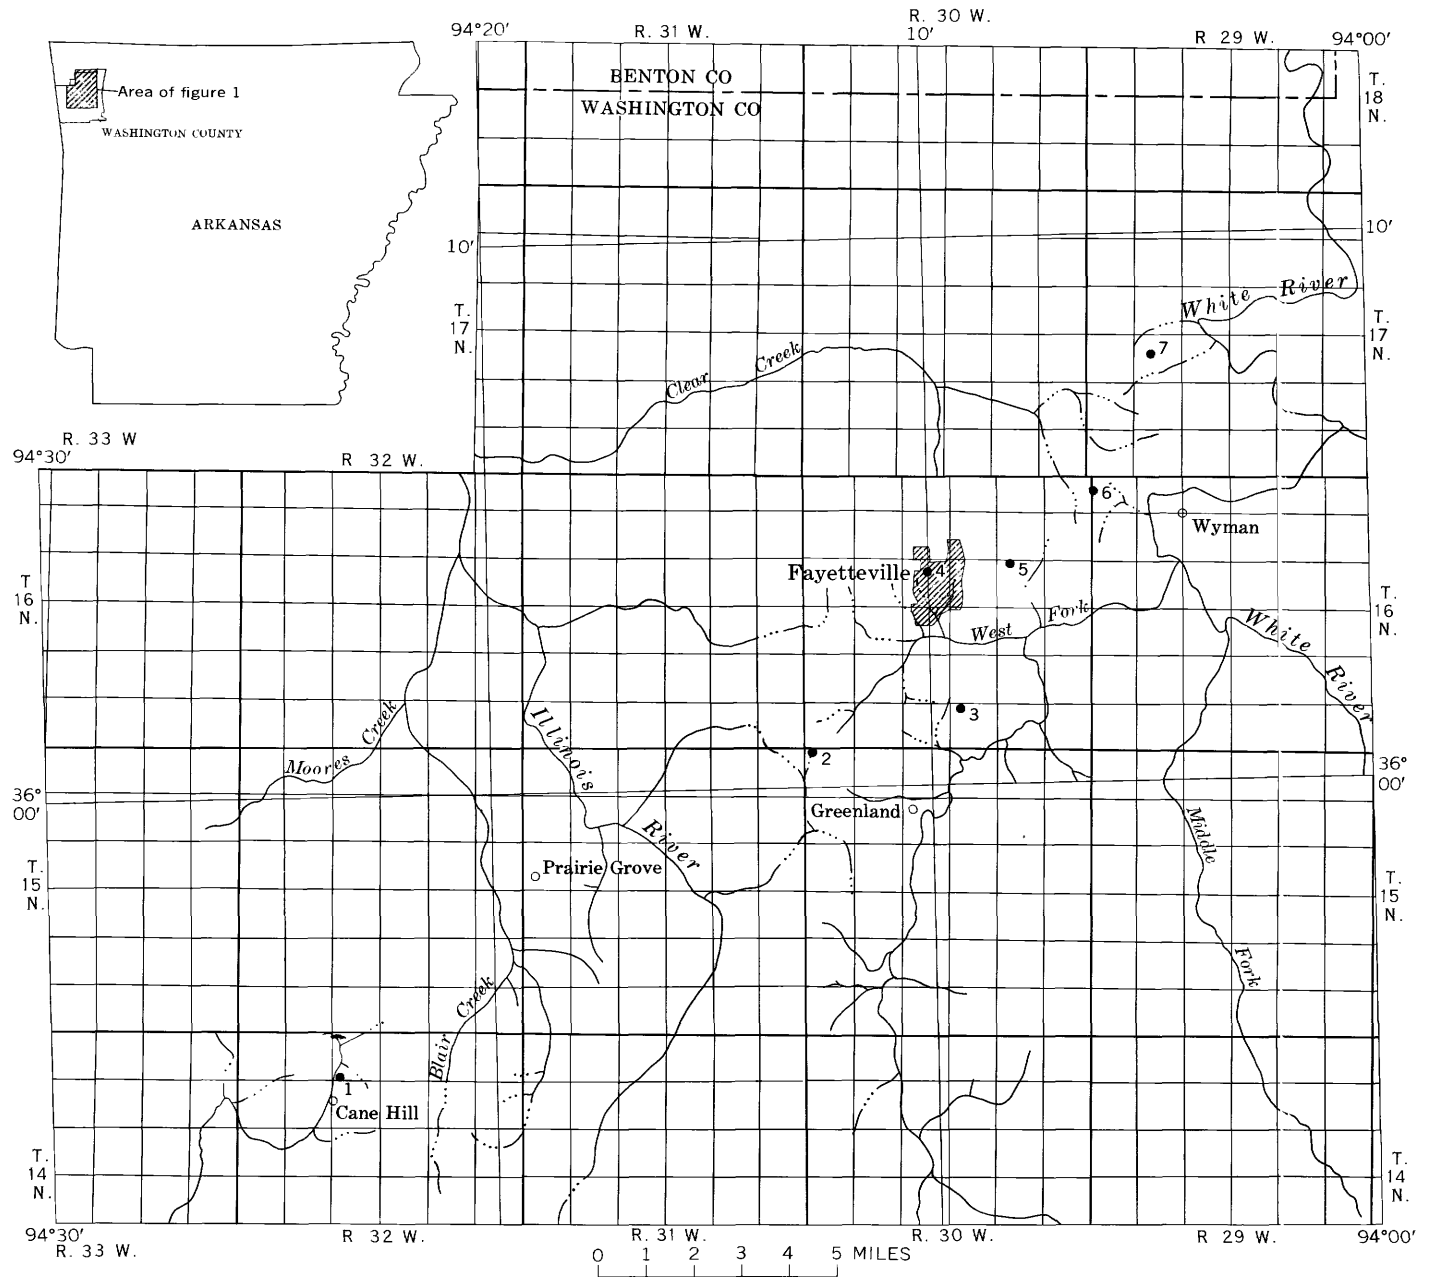 R. 30 W.
94°20′
R. 31 W.
10′
R 29 W.
94°00′
BENTON CO
WASHINGTON CO
T.
18
N.
Area of figure 1
WASHINGTON COUNTY
ARKANSAS
10′
10′
T.
17
N.
White River
T.
17
N.
7
Clear Creek
R. 33 W
94°30′
R 32 W.
6
Wyman
Fayetteville
4
5
T
16
N.
T.
16
N.
West Fork
White River
3
Moores Creek
Illinois River
2
36°
00′
36°
00′
Greenland
Middle Fork
Prairie Grove
T.
15
N.
T.
15
N.
Blair Creek
1
Cane Hill
T.
14
N.
T.
14
N.
94°30′
R. 33 W.
R 32 W.
R. 31 W.
R. 30 W.
R 29 W.
94°00′
0 1 2 3 4 5 MILES